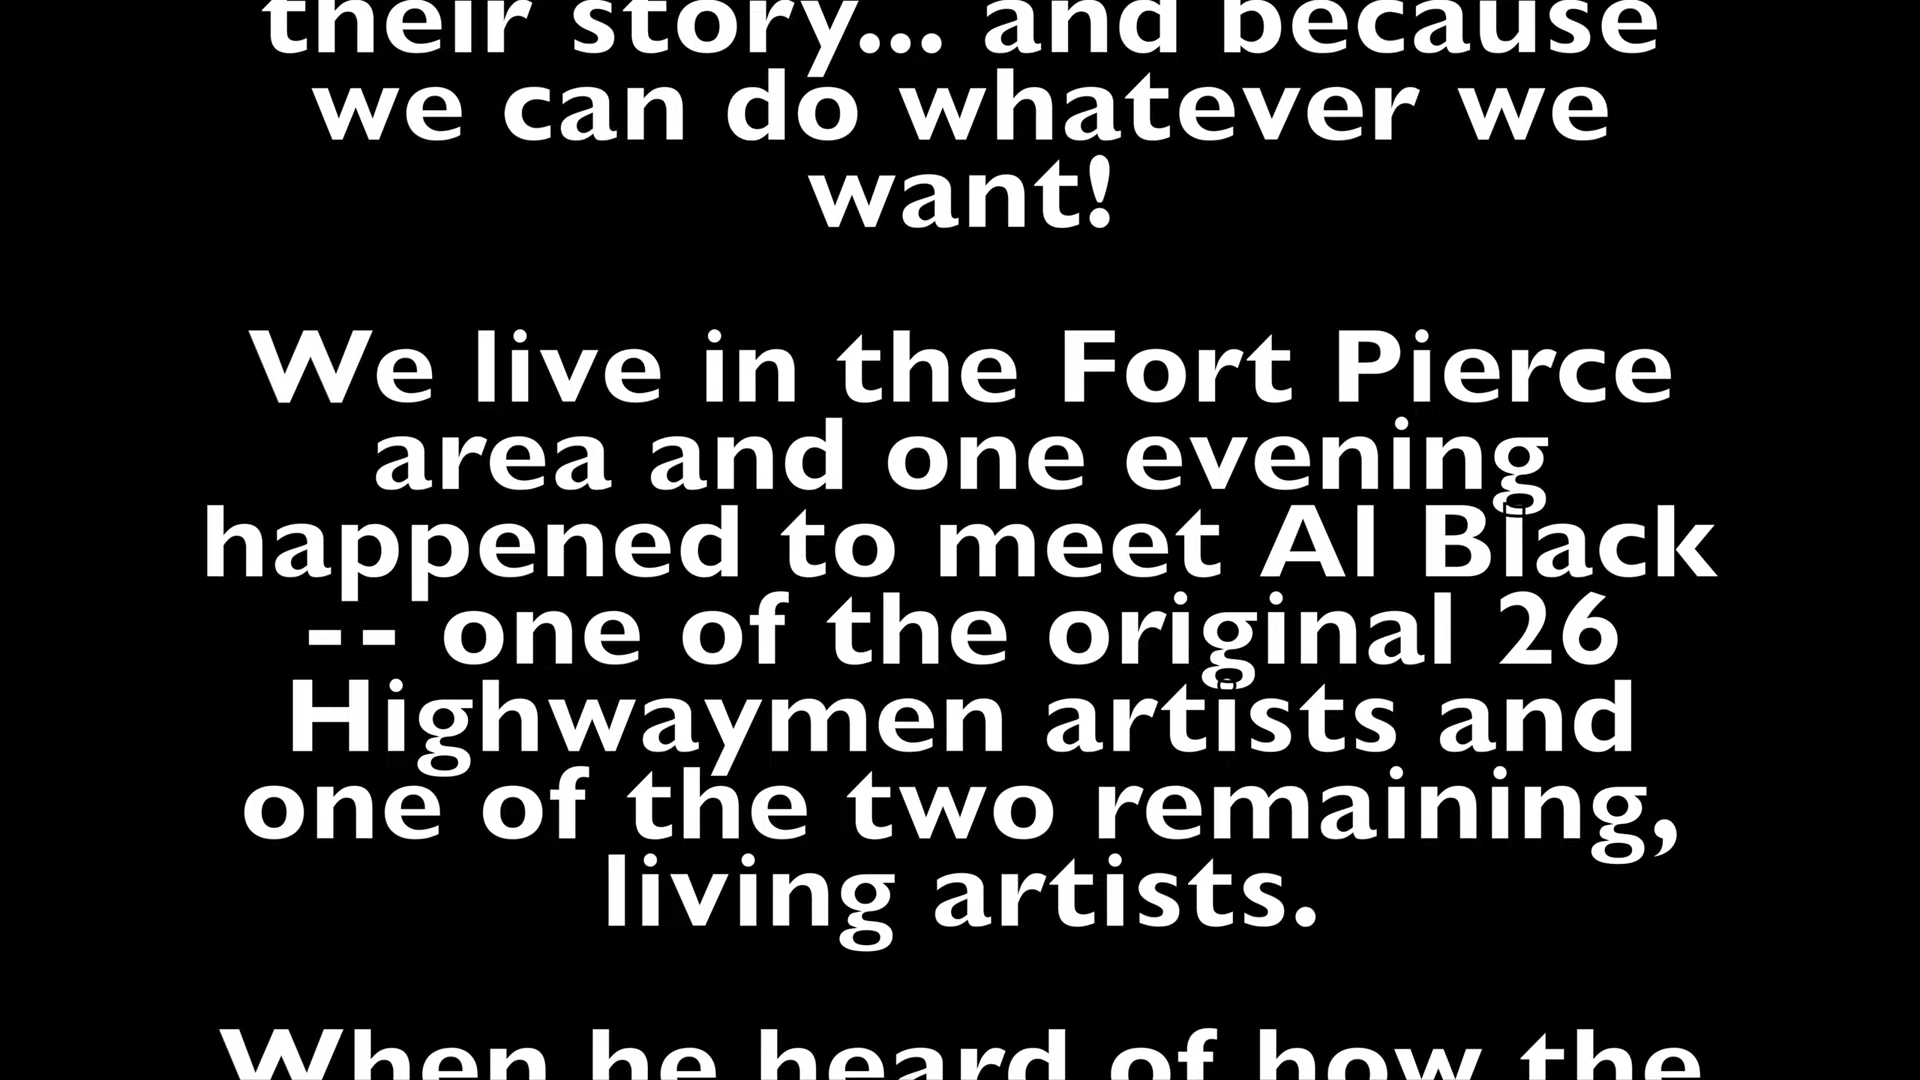 their story... and because
we can do whatever we
want!
We live in the Fort Pierce
area and one evening
happened to meet Al Black
-- one of the original 26
Highwaymen artists and
one of the two remaining,
living artists.
When he heard of how the